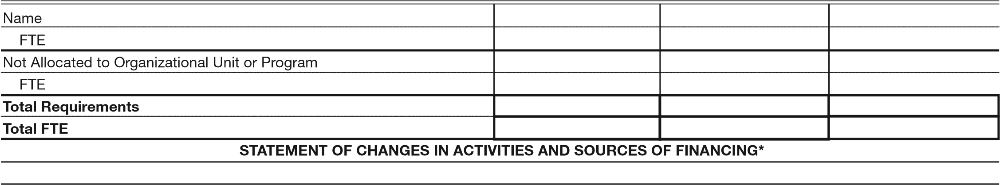 Name
FTE
Not Allocated to Organizational Unit or Program
FTE
Total Requirements
Total FTE
STATEMENT OF CHANGES IN ACTIVITIES AND SOURCES OF FINANCING*